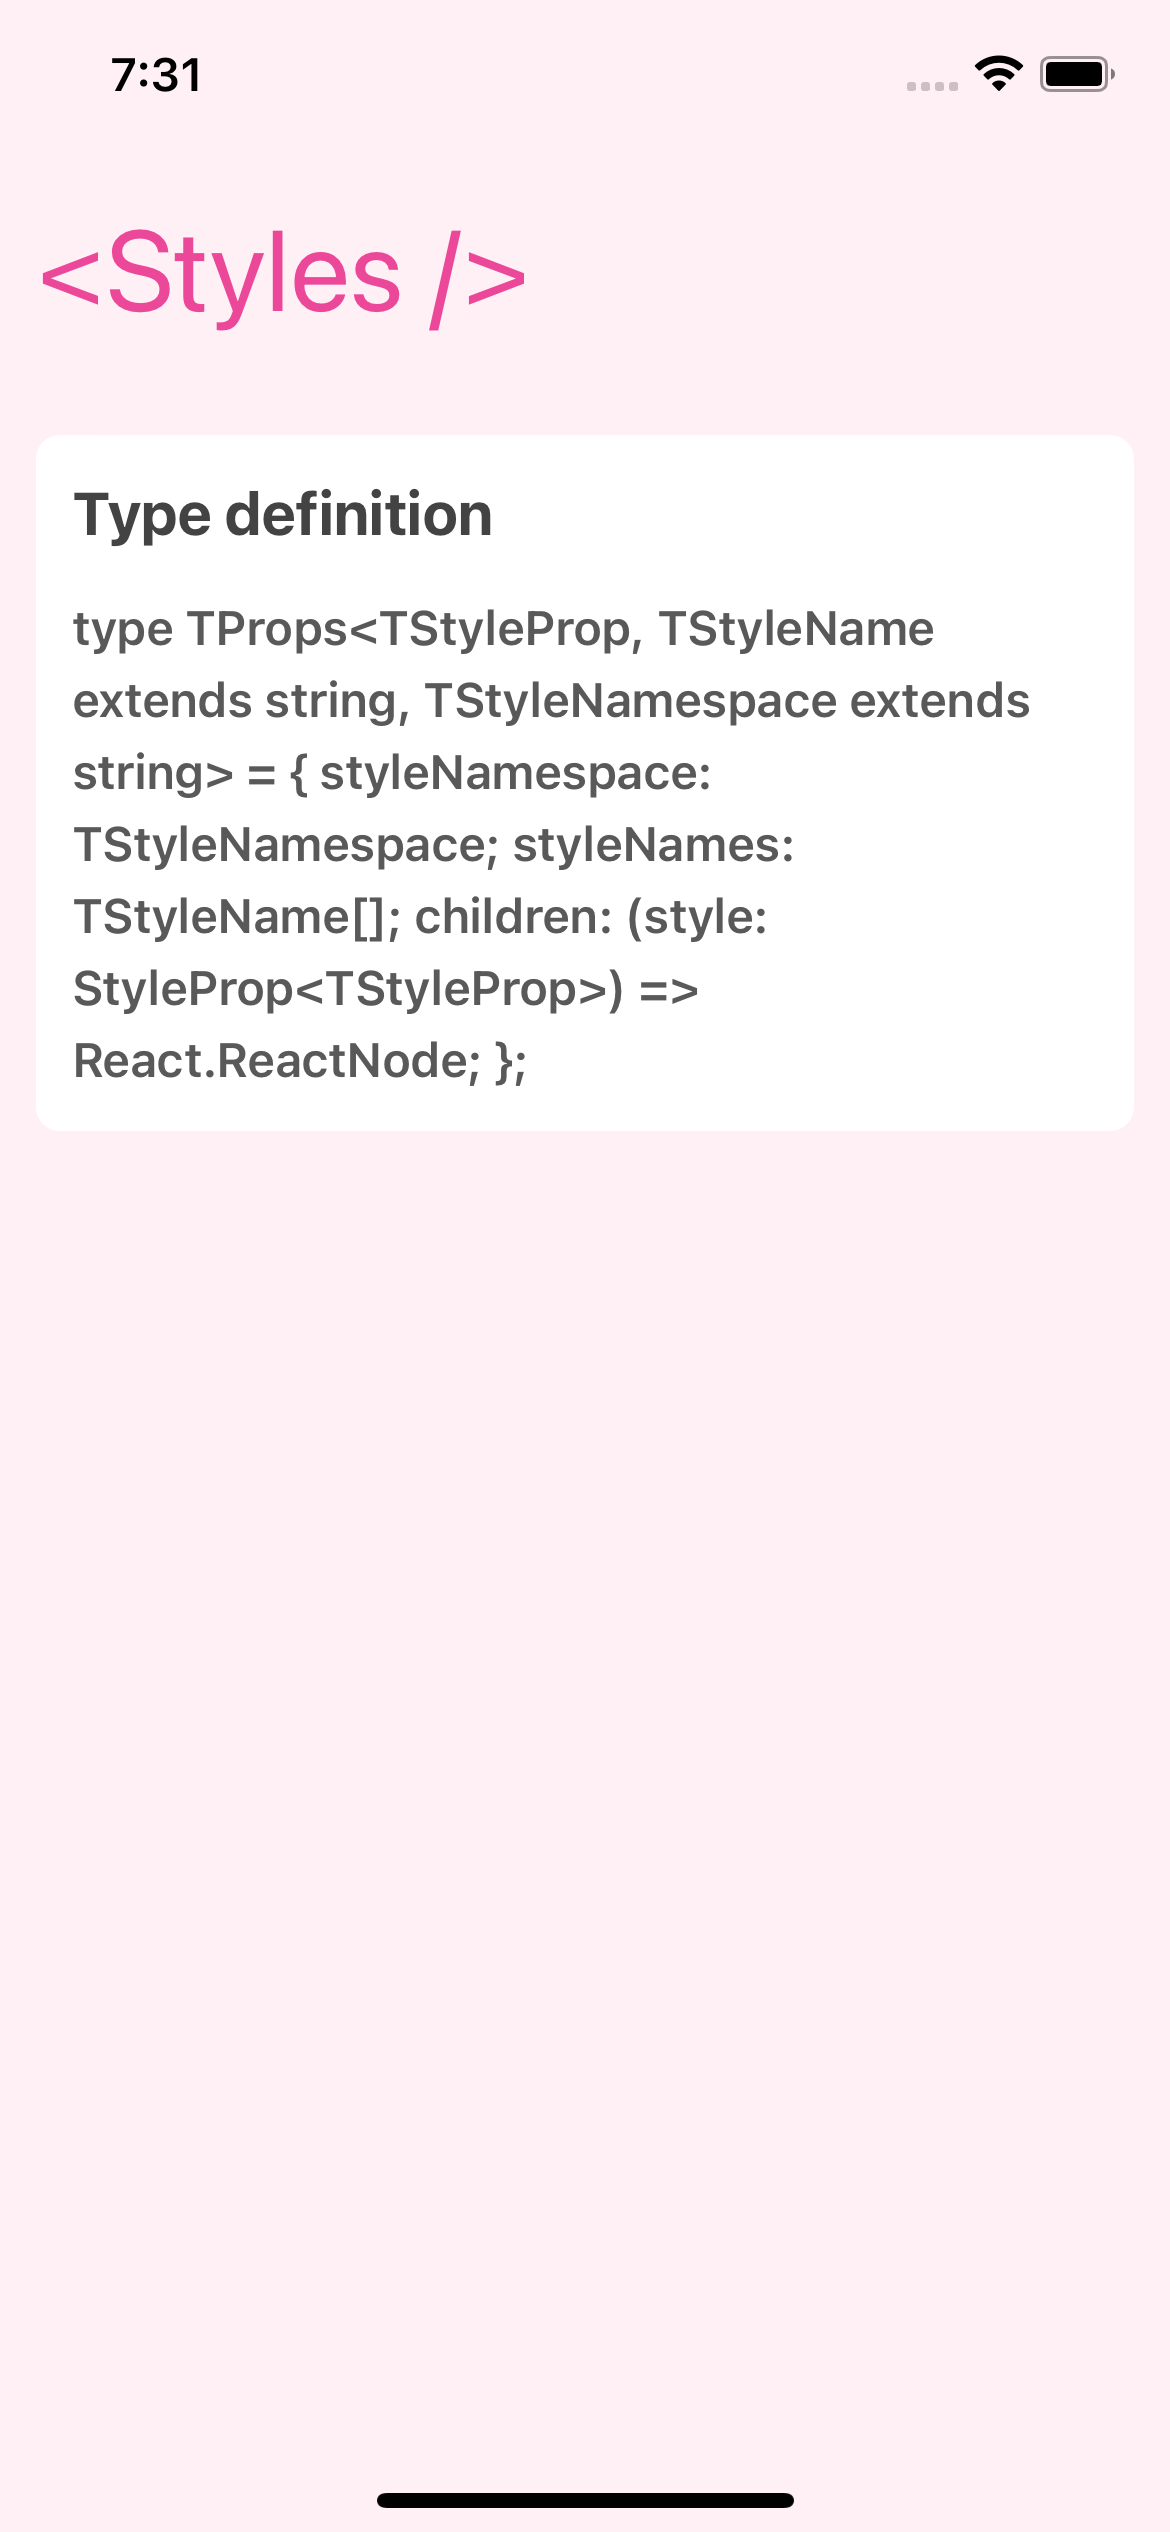 7:31
<Styles />
Type definition
type TProps<TStyleProp, TStyleName
extends string, TStyleNamespace extends
string> = { styleNamespace:
TStyleNamespace; styleNames:
TStyleName[]; children: (style:
StyleProp<TStyleProp>) =>
React.ReactNode; };